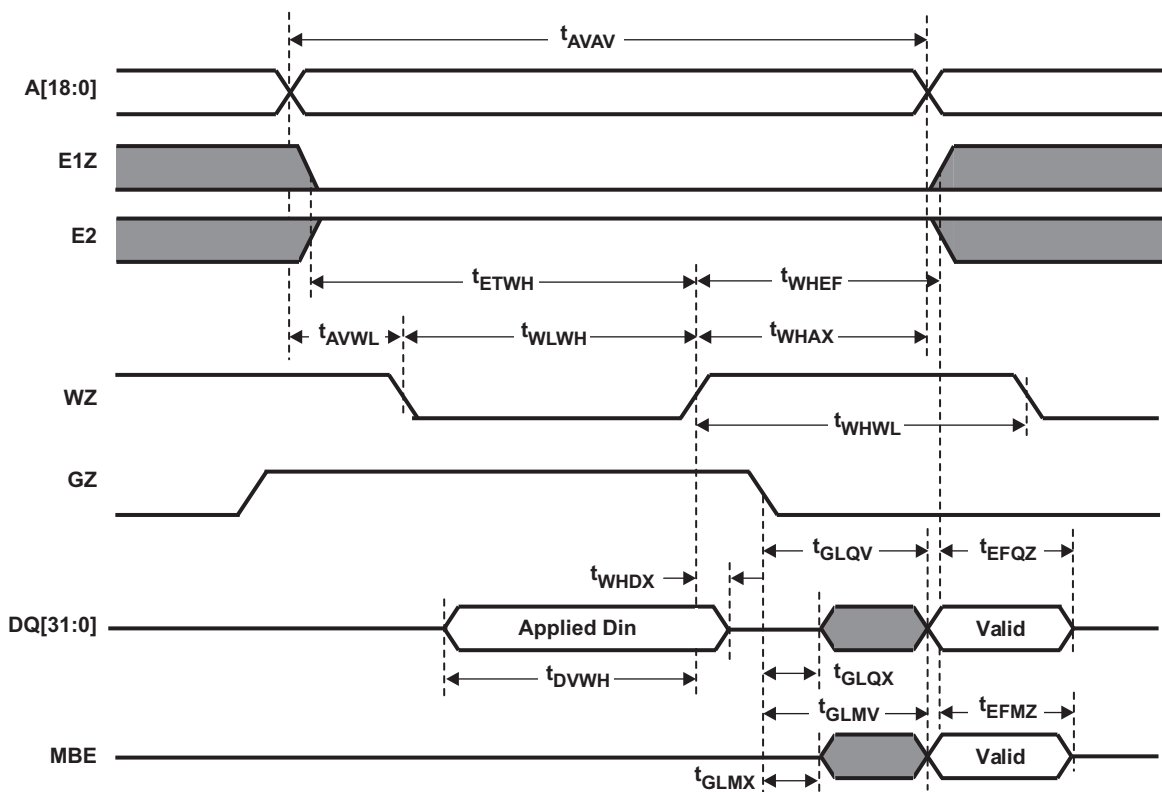 tAVAV
A[18:0]
E1Z
E2
tETWH
tWHEF
tAVWL
tWLWH
tWHAX
WZ
tWHWL
GZ
tGLQV
tEFQZ
tWHDX
DQ[31:0]
Applied Din
Valid
tDVWH
tGLQX
tGLMV
tEFMZ
MBE
Valid
tGLMX